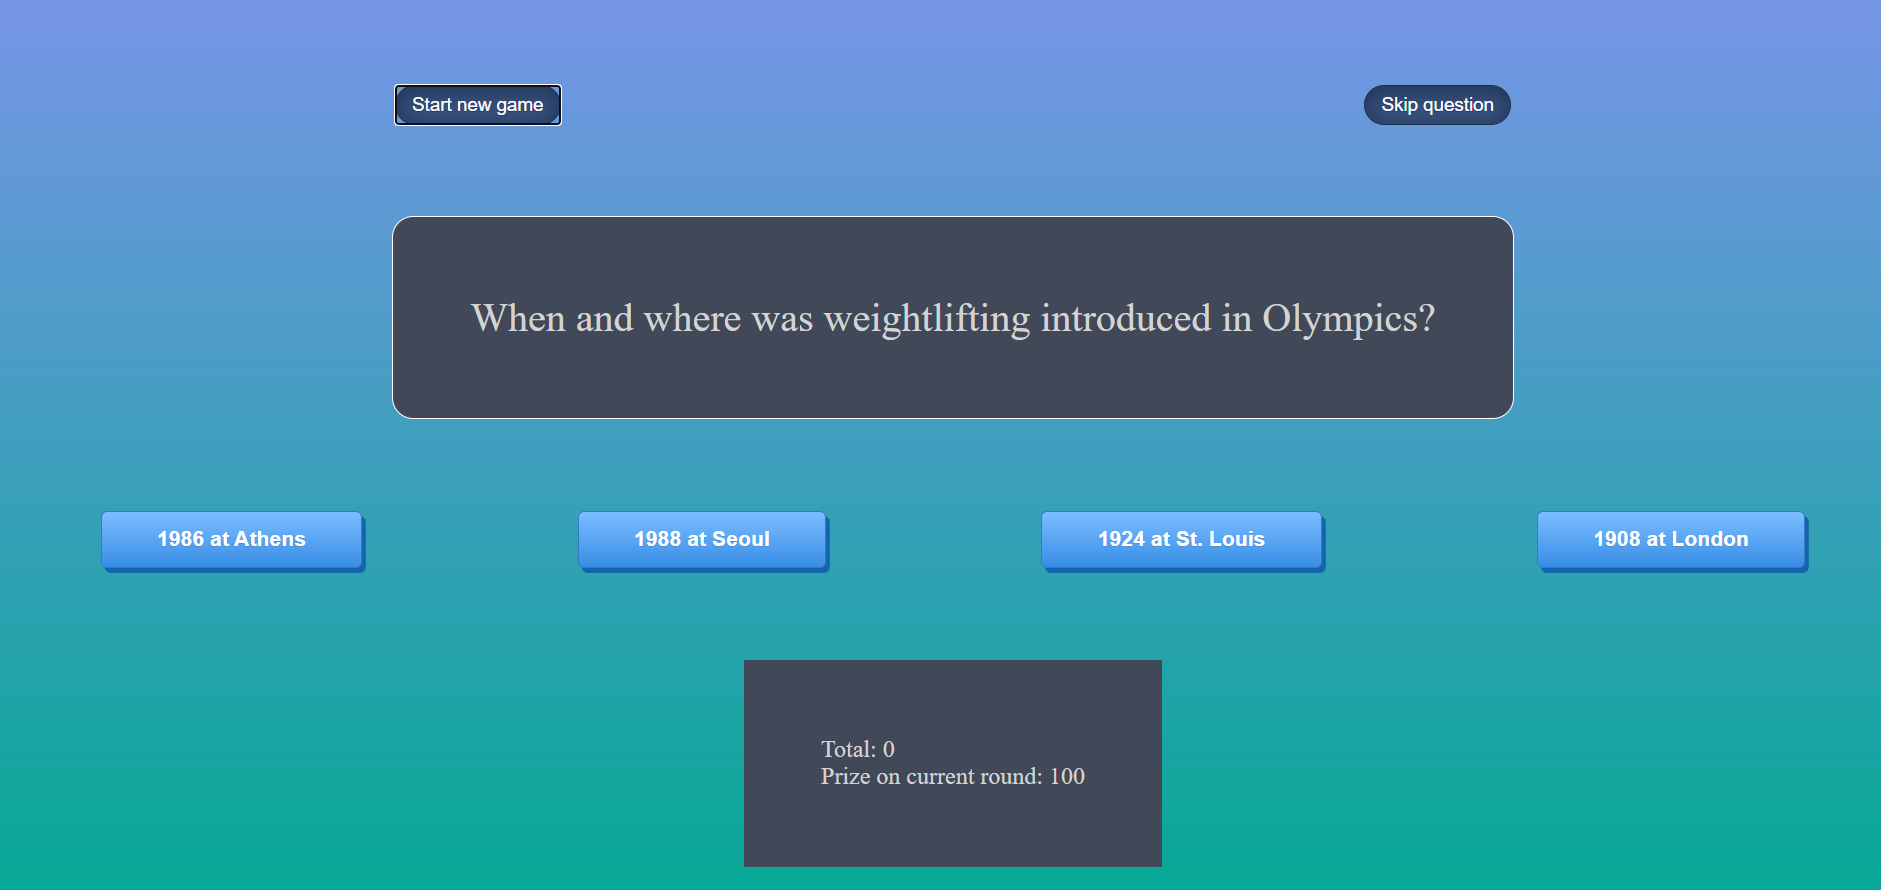 Start new game
Skip question
When and where was weightlifting introduced in Olympics?
1986 at Athens
1988 at Seoul
1924 at St. Louis
1908 at London
Total: 0
Prize on current round: 100